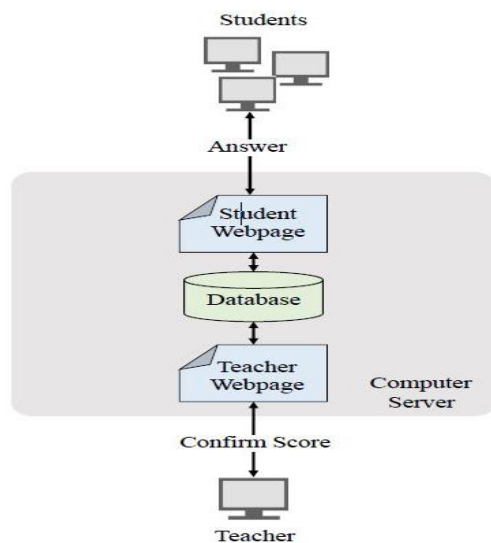 Students
Answer
Student
Webpage
Database
Teacher
Webpage
Computer
Server
Confirm Score
Teacher